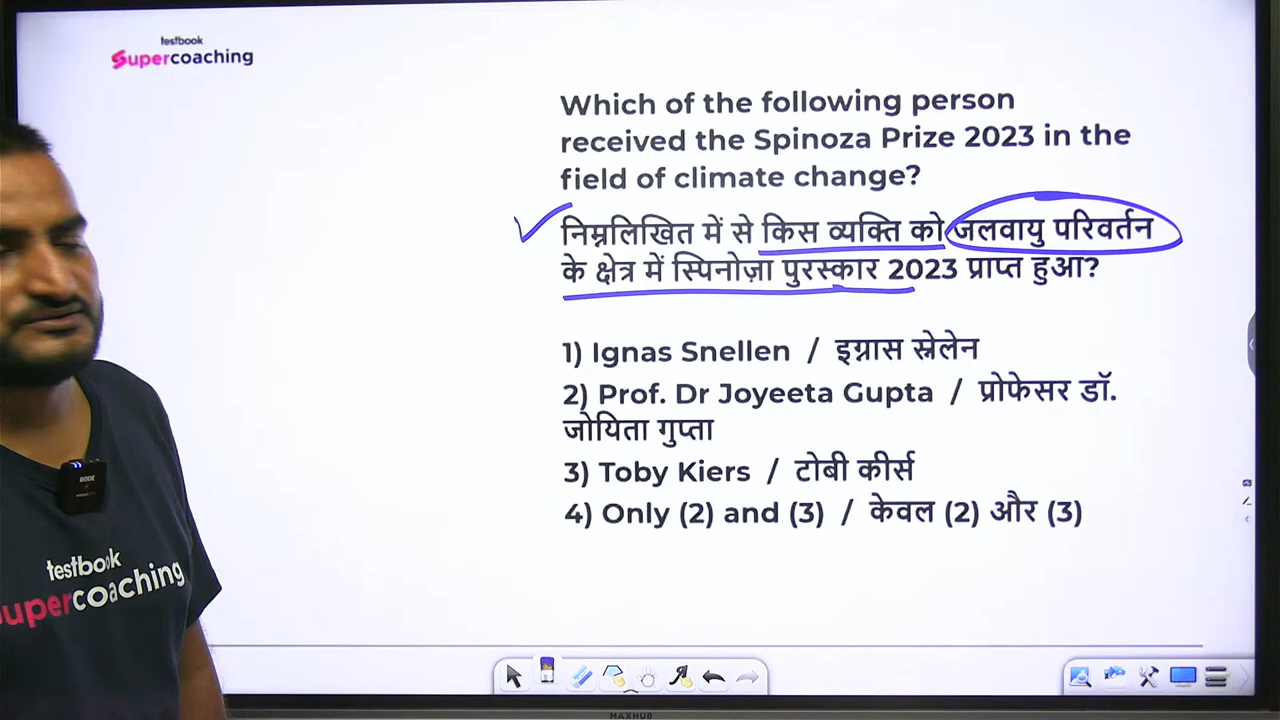 testbook
Supercoaching
Which of the following person
received the Spinoza Prize 2023 in the
field of climate change?
निम्नलिखित में से किस व्यक्ति को जलवायु परिवर्तन
के क्षेत्र में स्पिनोज़ा पुरस्कार 2023 प्राप्त हुआ?
1) Ignas Snellen / इग्नास स्नेलेन
2) Prof. Dr Joyeeta Gupta / प्रोफेसर डॉ.
जोयिता गुप्ता
3) Toby Kiers / टोबी कीर्स
4) Only (2) and (3) / केवल (2) और (3)
RODE
testbook
Supercoaching
MAXHUB